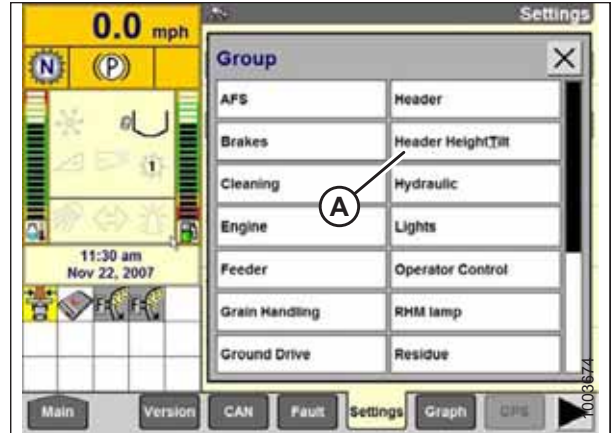 0.0 mph
Settings
N
(P)
Group
X
AFS
Header
Brakes
Header Height/Tilt
Cleaning
Hydraulic
A
Engine
Lights
Feeder
Operator Control
Grain Handling
RHM lamp
Ground Drive
Residue
1
11:30 am
Nov 22, 2007
F
F
Main
Version
CAN
Fault
Settings
Graph
GPS
1003674